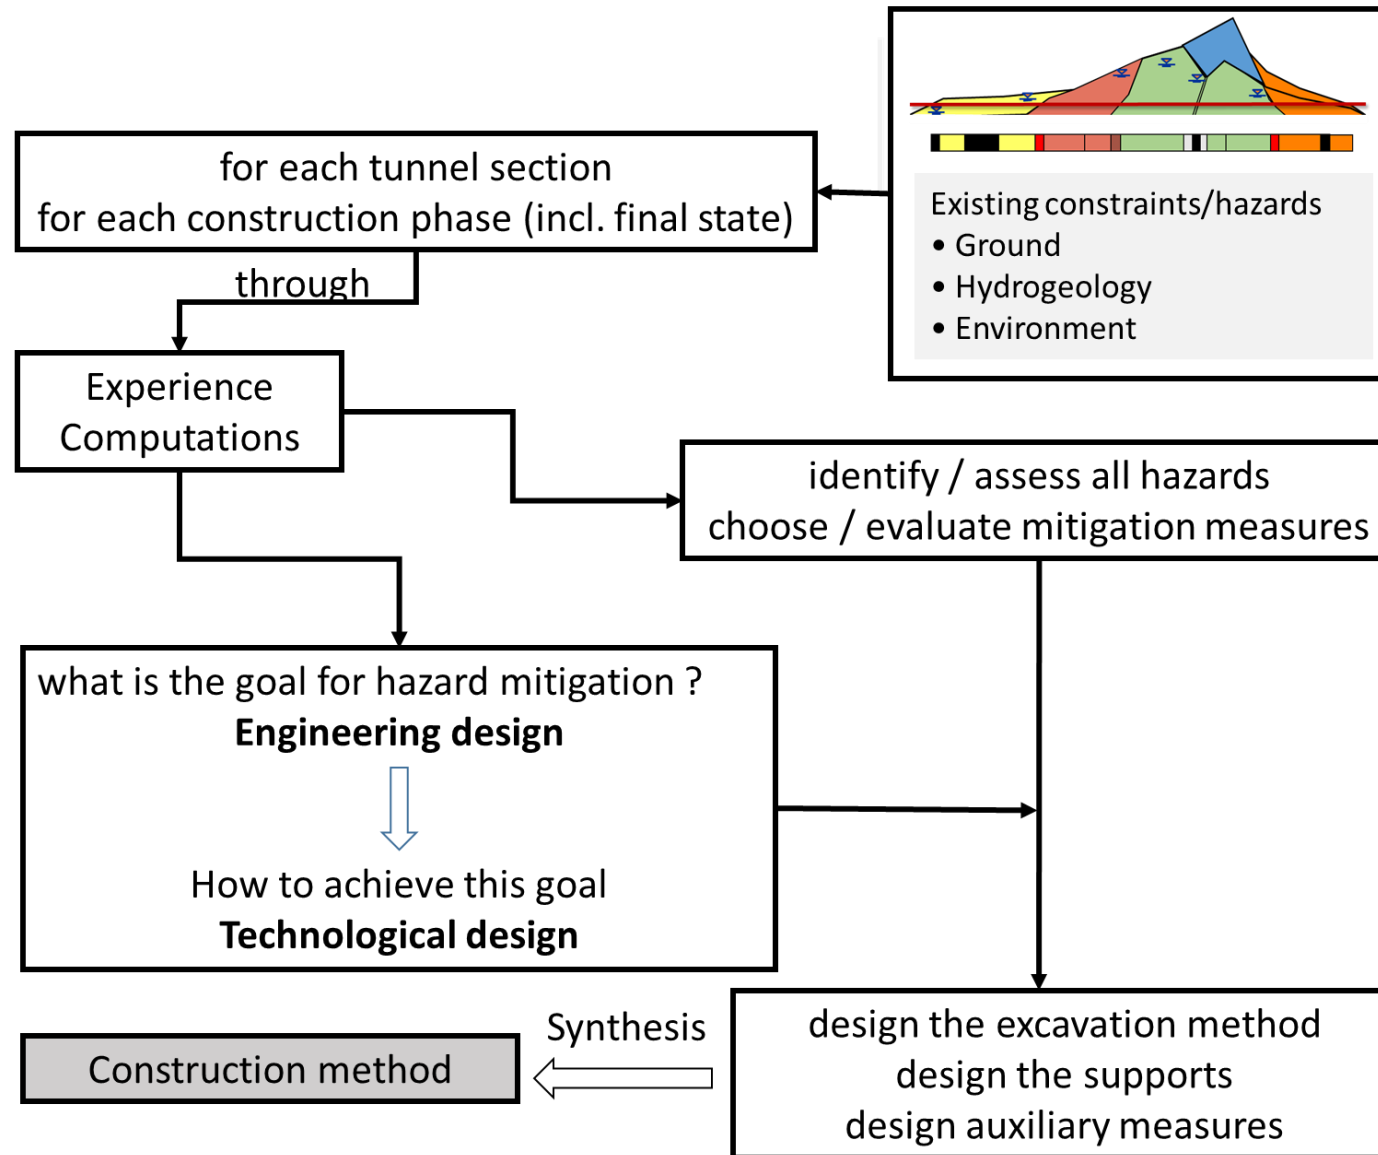 Existing constraints/hazards
• Ground
• Hydrogeology
• Environment
for each tunnel section
for each construction phase (incl. final state)
through
Experience
Computations
identify / assess all hazards
choose / evaluate mitigation measures
what is the goal for hazard mitigation ?
Engineering design
How to achieve this goal
Technological design
design the excavation method
design the supports
design auxiliary measures
Synthesis
Construction method